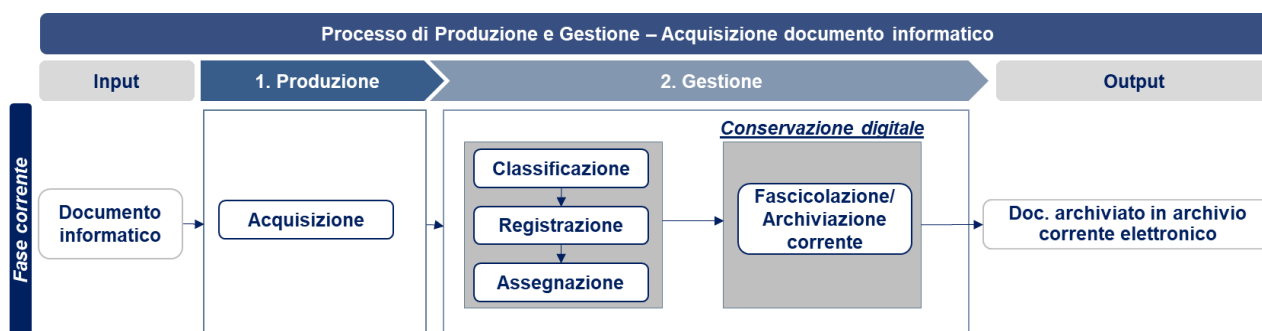 Processo di Produzione e Gestione – Acquisizione documento informatico
Input
1. Produzione
2. Gestione
Output
Fase corrente
Documento
informatico
Acquisizione
Classificazione
Registrazione
Assegnazione
Conservazione digitale
Fascicolazione/
Archiviazione
corrente
Doc. archiviato in archivio
corrente elettronico